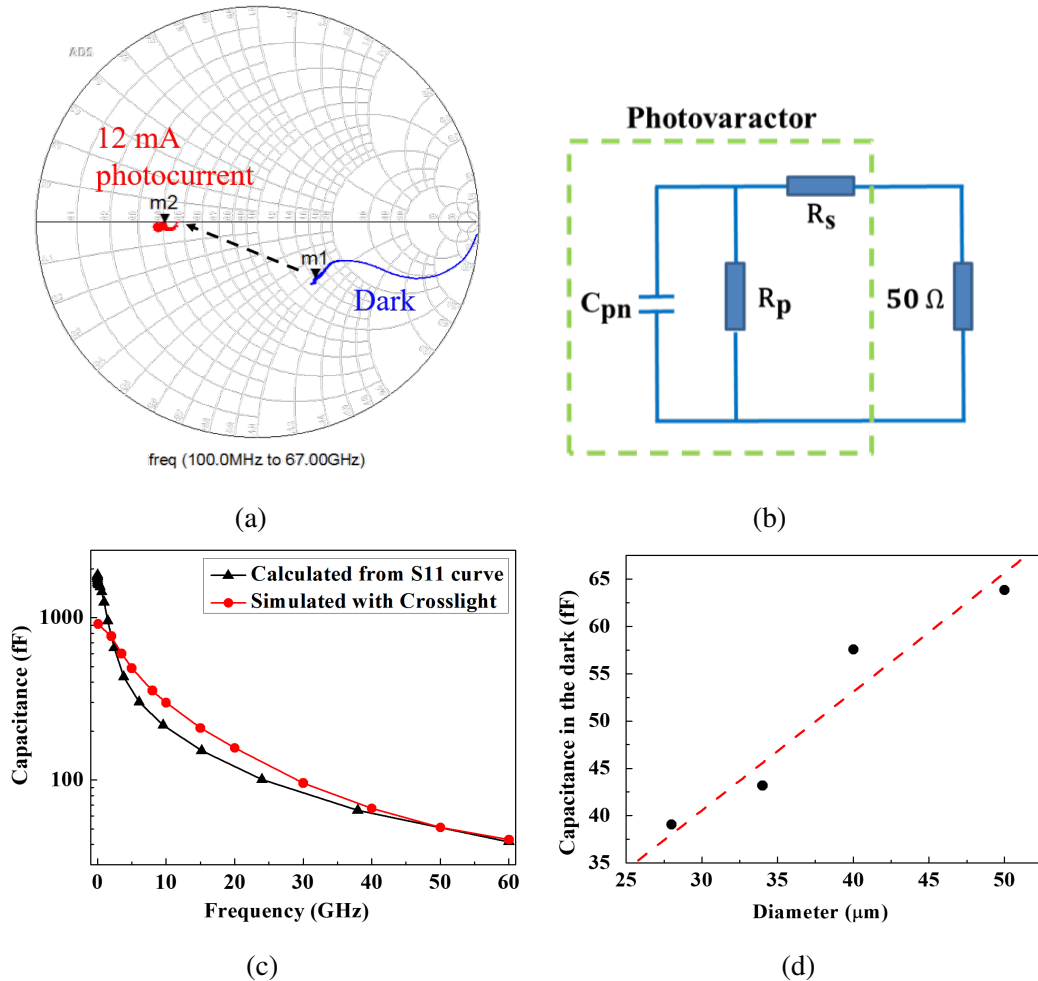 ADS
12 mA
photocurrent
m2
m1
Dark
freq (100.0MHz to 67.00GHz)
(a)
Photovaractor
Rs
Cpn
Rp
50 Ω
(b)
Capacitance (fF)
1000
100
Calculated from S11 curve
Simulated with Crosslight
0 10 20 30 40 50 60
Frequency (GHz)
(c)
Capacitance in the dark (fF)
65
60
55
50
45
40
35
25 30 35 40 45 50
Diameter (μm)
(d)